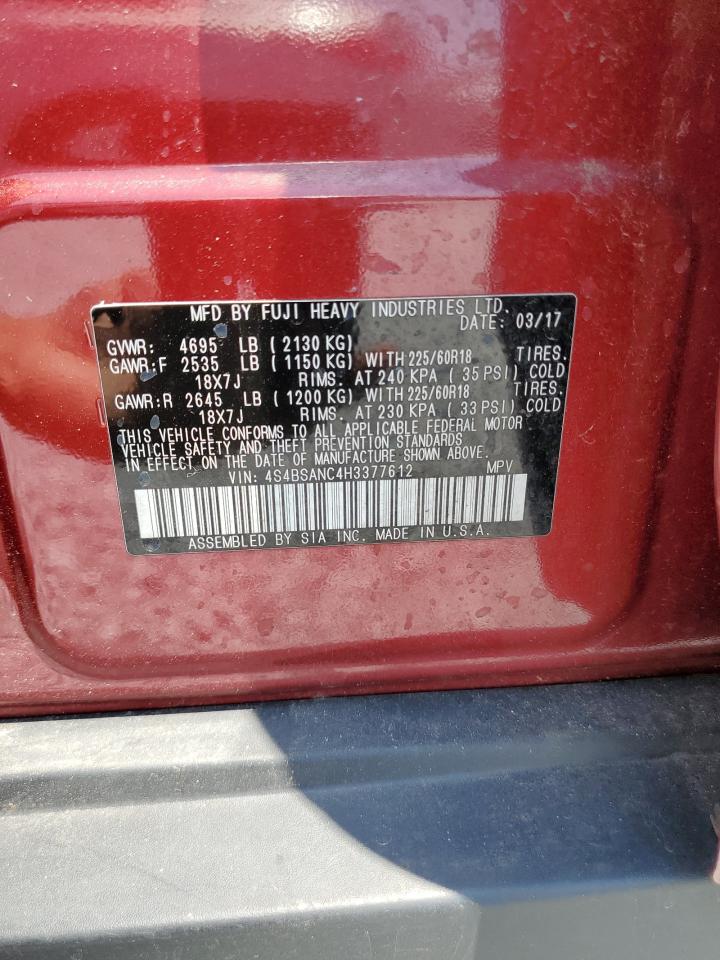 MFD BY FUJI HEAVY INDUSTRIES LTD.
DATE: 03/17
GVWR: 4695 LB ( 2130 KG)
GAWR:F 2535 LB ( 1150 KG) WITH 225/60R18 TIRES.
18X7J RIMS. AT 240 KPA ( 35 PSI) COLD
GAWR:R 2645 LB ( 1200 KG) WITH 225/60R18 TIRES.
18X7J RIMS. AT 230 KPA ( 33 PSI) COLD
THIS VEHICLE CONFORMS TO ALL APPLICABLE FEDERAL MOTOR
VEHICLE SAFETY AND THEFT PREVENTION STANDARDS
IN EFFECT ON THE DATE OF MANUFACTURE SHOWN ABOVE.
VIN: 4S4BSANC4H3377612 MPV
ASSEMBLED BY SIA INC. MADE IN U.S.A.